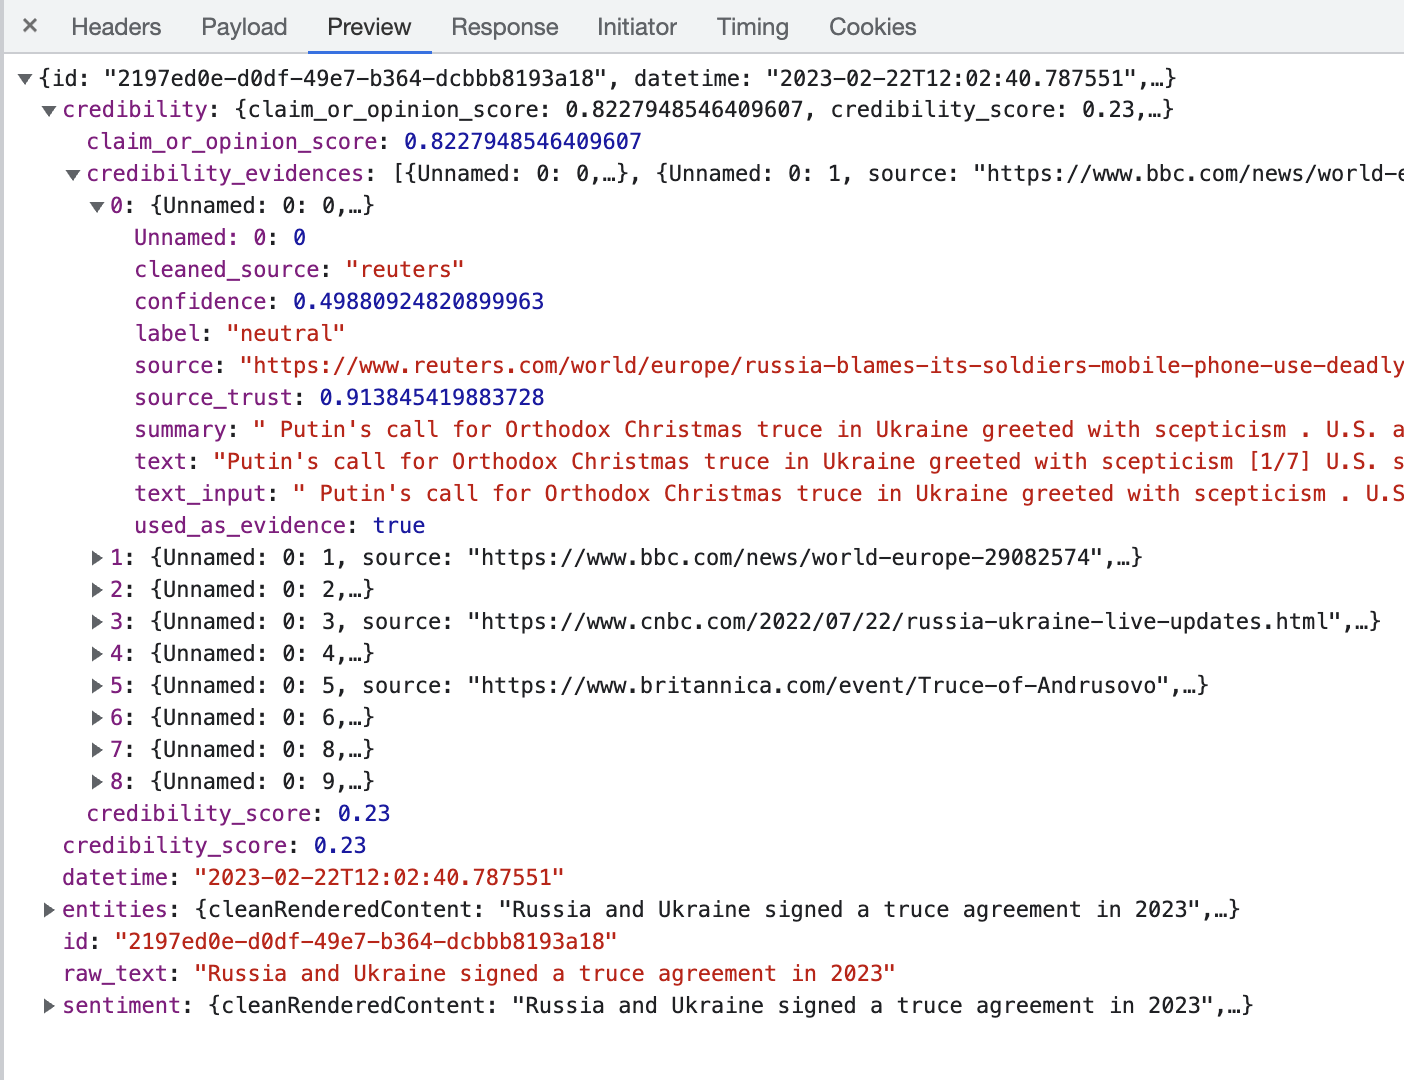 × Headers Payload Preview Response Initiator Timing Cookies
▼{id: "2197ed0e-d0df-49e7-b364-dcbbb8193a18", datetime: "2023-02-22T12:02:40.787551",…}
▼credibility: {claim_or_opinion_score: 0.8227948546409607, credibility_score: 0.23,…}
claim_or_opinion_score: 0.8227948546409607
▼credibility_evidences: [{Unnamed: 0: 0,…}, {Unnamed: 0: 1, source: "https://www.bbc.com/news/world-e
▼0: {Unnamed: 0: 0,…}
Unnamed: 0: 0
cleaned_source: "reuters"
confidence: 0.49880924820899963
label: "neutral"
source: "https://www.reuters.com/world/europe/russia-blames-its-soldiers-mobile-phone-use-deadly
source_trust: 0.913845419883728
summary: " Putin's call for Orthodox Christmas truce in Ukraine greeted with scepticism . U.S. a
text: "Putin's call for Orthodox Christmas truce in Ukraine greeted with scepticism [1/7] U.S. s
text_input: " Putin's call for Orthodox Christmas truce in Ukraine greeted with scepticism . U.S
used_as_evidence: true
▶1: {Unnamed: 0: 1, source: "https://www.bbc.com/news/world-europe-29082574",…}
▶2: {Unnamed: 0: 2,…}
▶3: {Unnamed: 0: 3, source: "https://www.cnbc.com/2022/07/22/russia-ukraine-live-updates.html",…}
▶4: {Unnamed: 0: 4,…}
▶5: {Unnamed: 0: 5, source: "https://www.britannica.com/event/Truce-of-Andrusovo",…}
▶6: {Unnamed: 0: 6,…}
▶7: {Unnamed: 0: 8,…}
▶8: {Unnamed: 0: 9,…}
credibility_score: 0.23
credibility_score: 0.23
datetime: "2023-02-22T12:02:40.787551"
▶entities: {cleanRenderedContent: "Russia and Ukraine signed a truce agreement in 2023",…}
id: "2197ed0e-d0df-49e7-b364-dcbbb8193a18"
raw_text: "Russia and Ukraine signed a truce agreement in 2023"
▶sentiment: {cleanRenderedContent: "Russia and Ukraine signed a truce agreement in 2023",…}